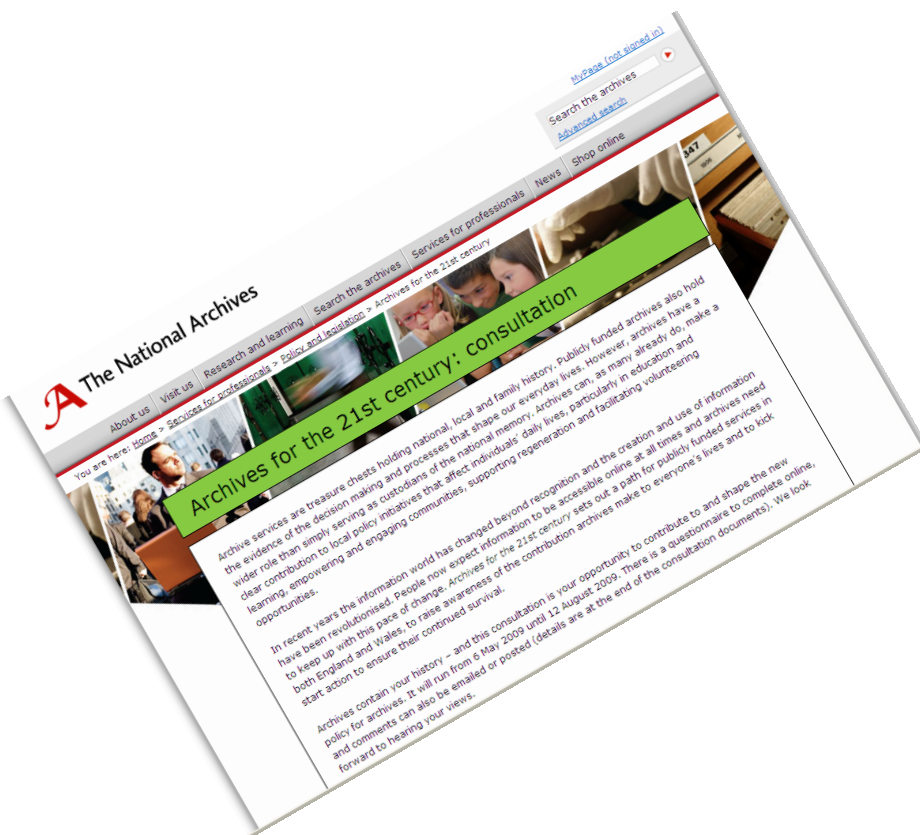 MyPage (not signed in)
Search the archives
Advanced search
The National Archives
About us
Visit us
Research and learning
Search the archives
Services for professionals
News
Shop online
You are here: Home > Services for professionals > Policy and legislation > Archives for the 21st century
347
Archives for the 21st century: consultation
Archive services are treasure chests holding national, local and family history. Publicly funded archives also hold
the evidence of the decision making and processes that shape our everyday lives. However, archives have a
wider role than simply serving as custodians of the national memory. Archives can, as many already do, make a
clear contribution to local policy initiatives that affect individuals' daily lives, particularly in education and
learning, empowering and engaging communities, supporting regeneration and facilitating volunteering
opportunities.
In recent years the information world has changed beyond recognition and the creation and use of information
have been revolutionised. People now expect information to be accessible online at all times and archives need
to keep up with this pace of change. Archives for the 21st century sets out a path for publicly funded services in
both England and Wales, to raise awareness of the contribution archives make to everyone's lives and to kick
start action to ensure their continued survival.
Archives contain your history – and this consultation is your opportunity to contribute to and shape the new
policy for archives. It will run from 6 May 2009 until 12 August 2009. There is a questionnaire to complete online,
and comments can also be emailed or posted (details are at the end of the consultation documents). We look
forward to hearing your views.